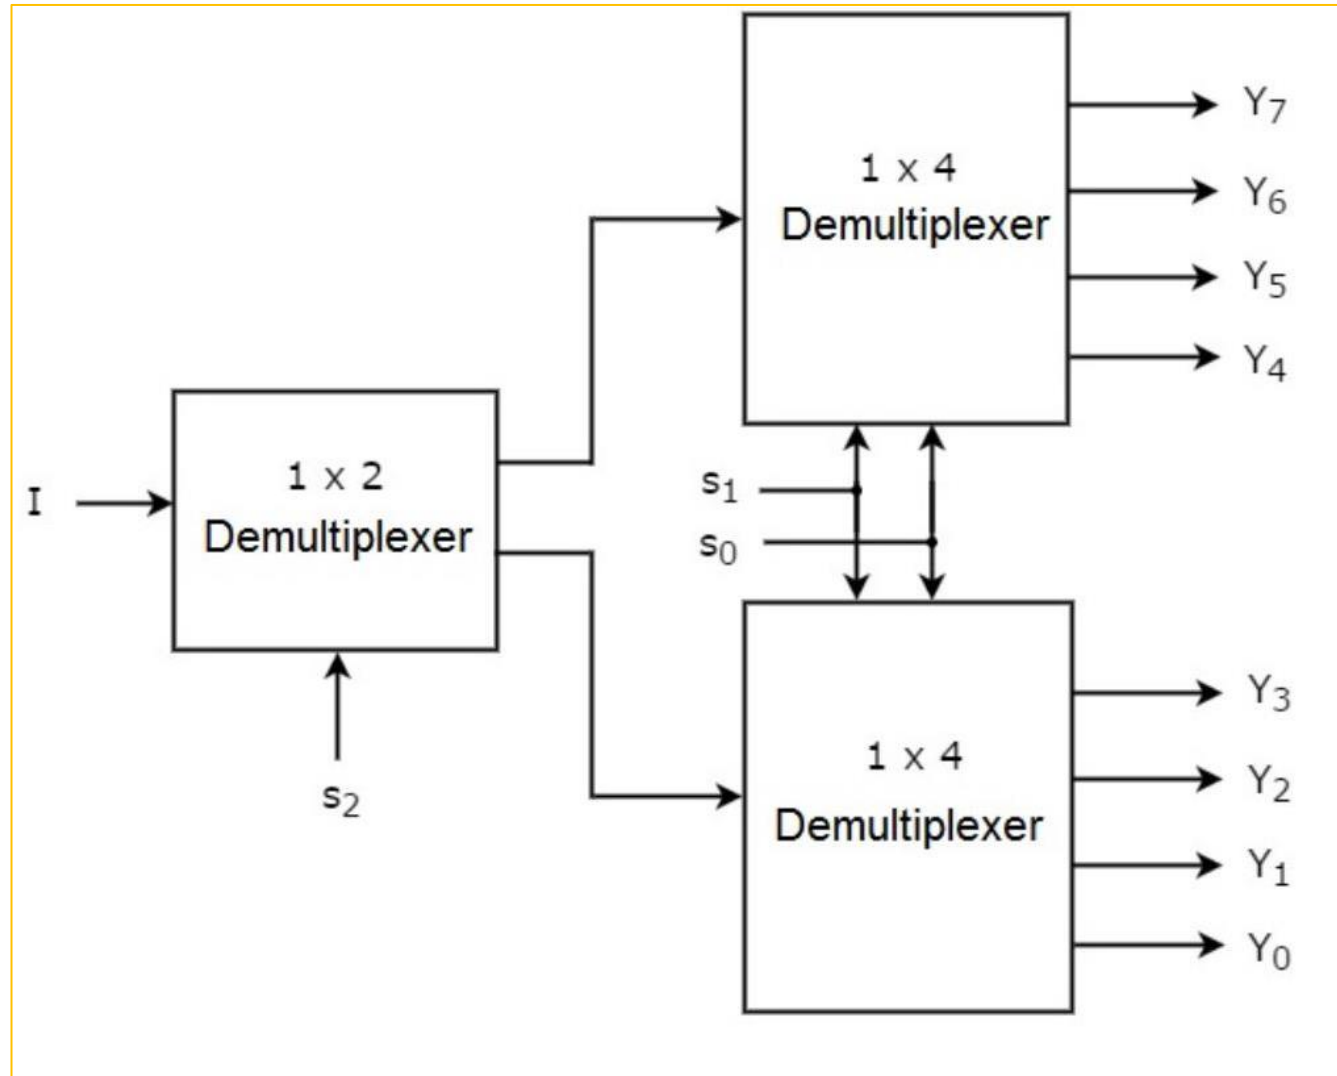 Y₇
1 x 4
Y₆
Demultiplexer
Y₅
Y₄
1 x 2
I
Demultiplexer
s₁
s₀
s₂
Y₃
1 x 4
Y₂
Demultiplexer
Y₁
Y₀